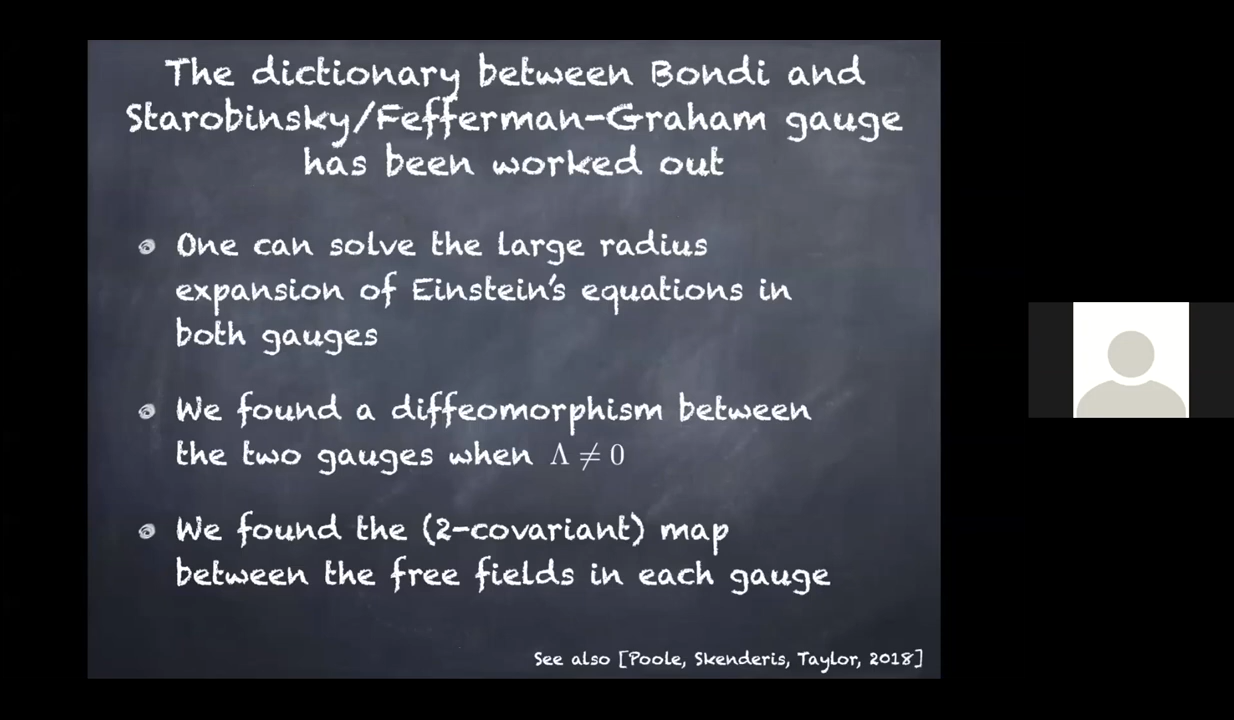 The dictionary between Bondi and
Starobinsky/Fefferman-Graham gauge
has been worked out
One can solve the large radius
expansion of Einstein's equations in
both gauges
We found a diffeomorphism between
the two gauges when Λ ≠ 0
We found the (2-covariant) map
between the free fields in each gauge
See also [Poole, Skenderis, Taylor, 2018]